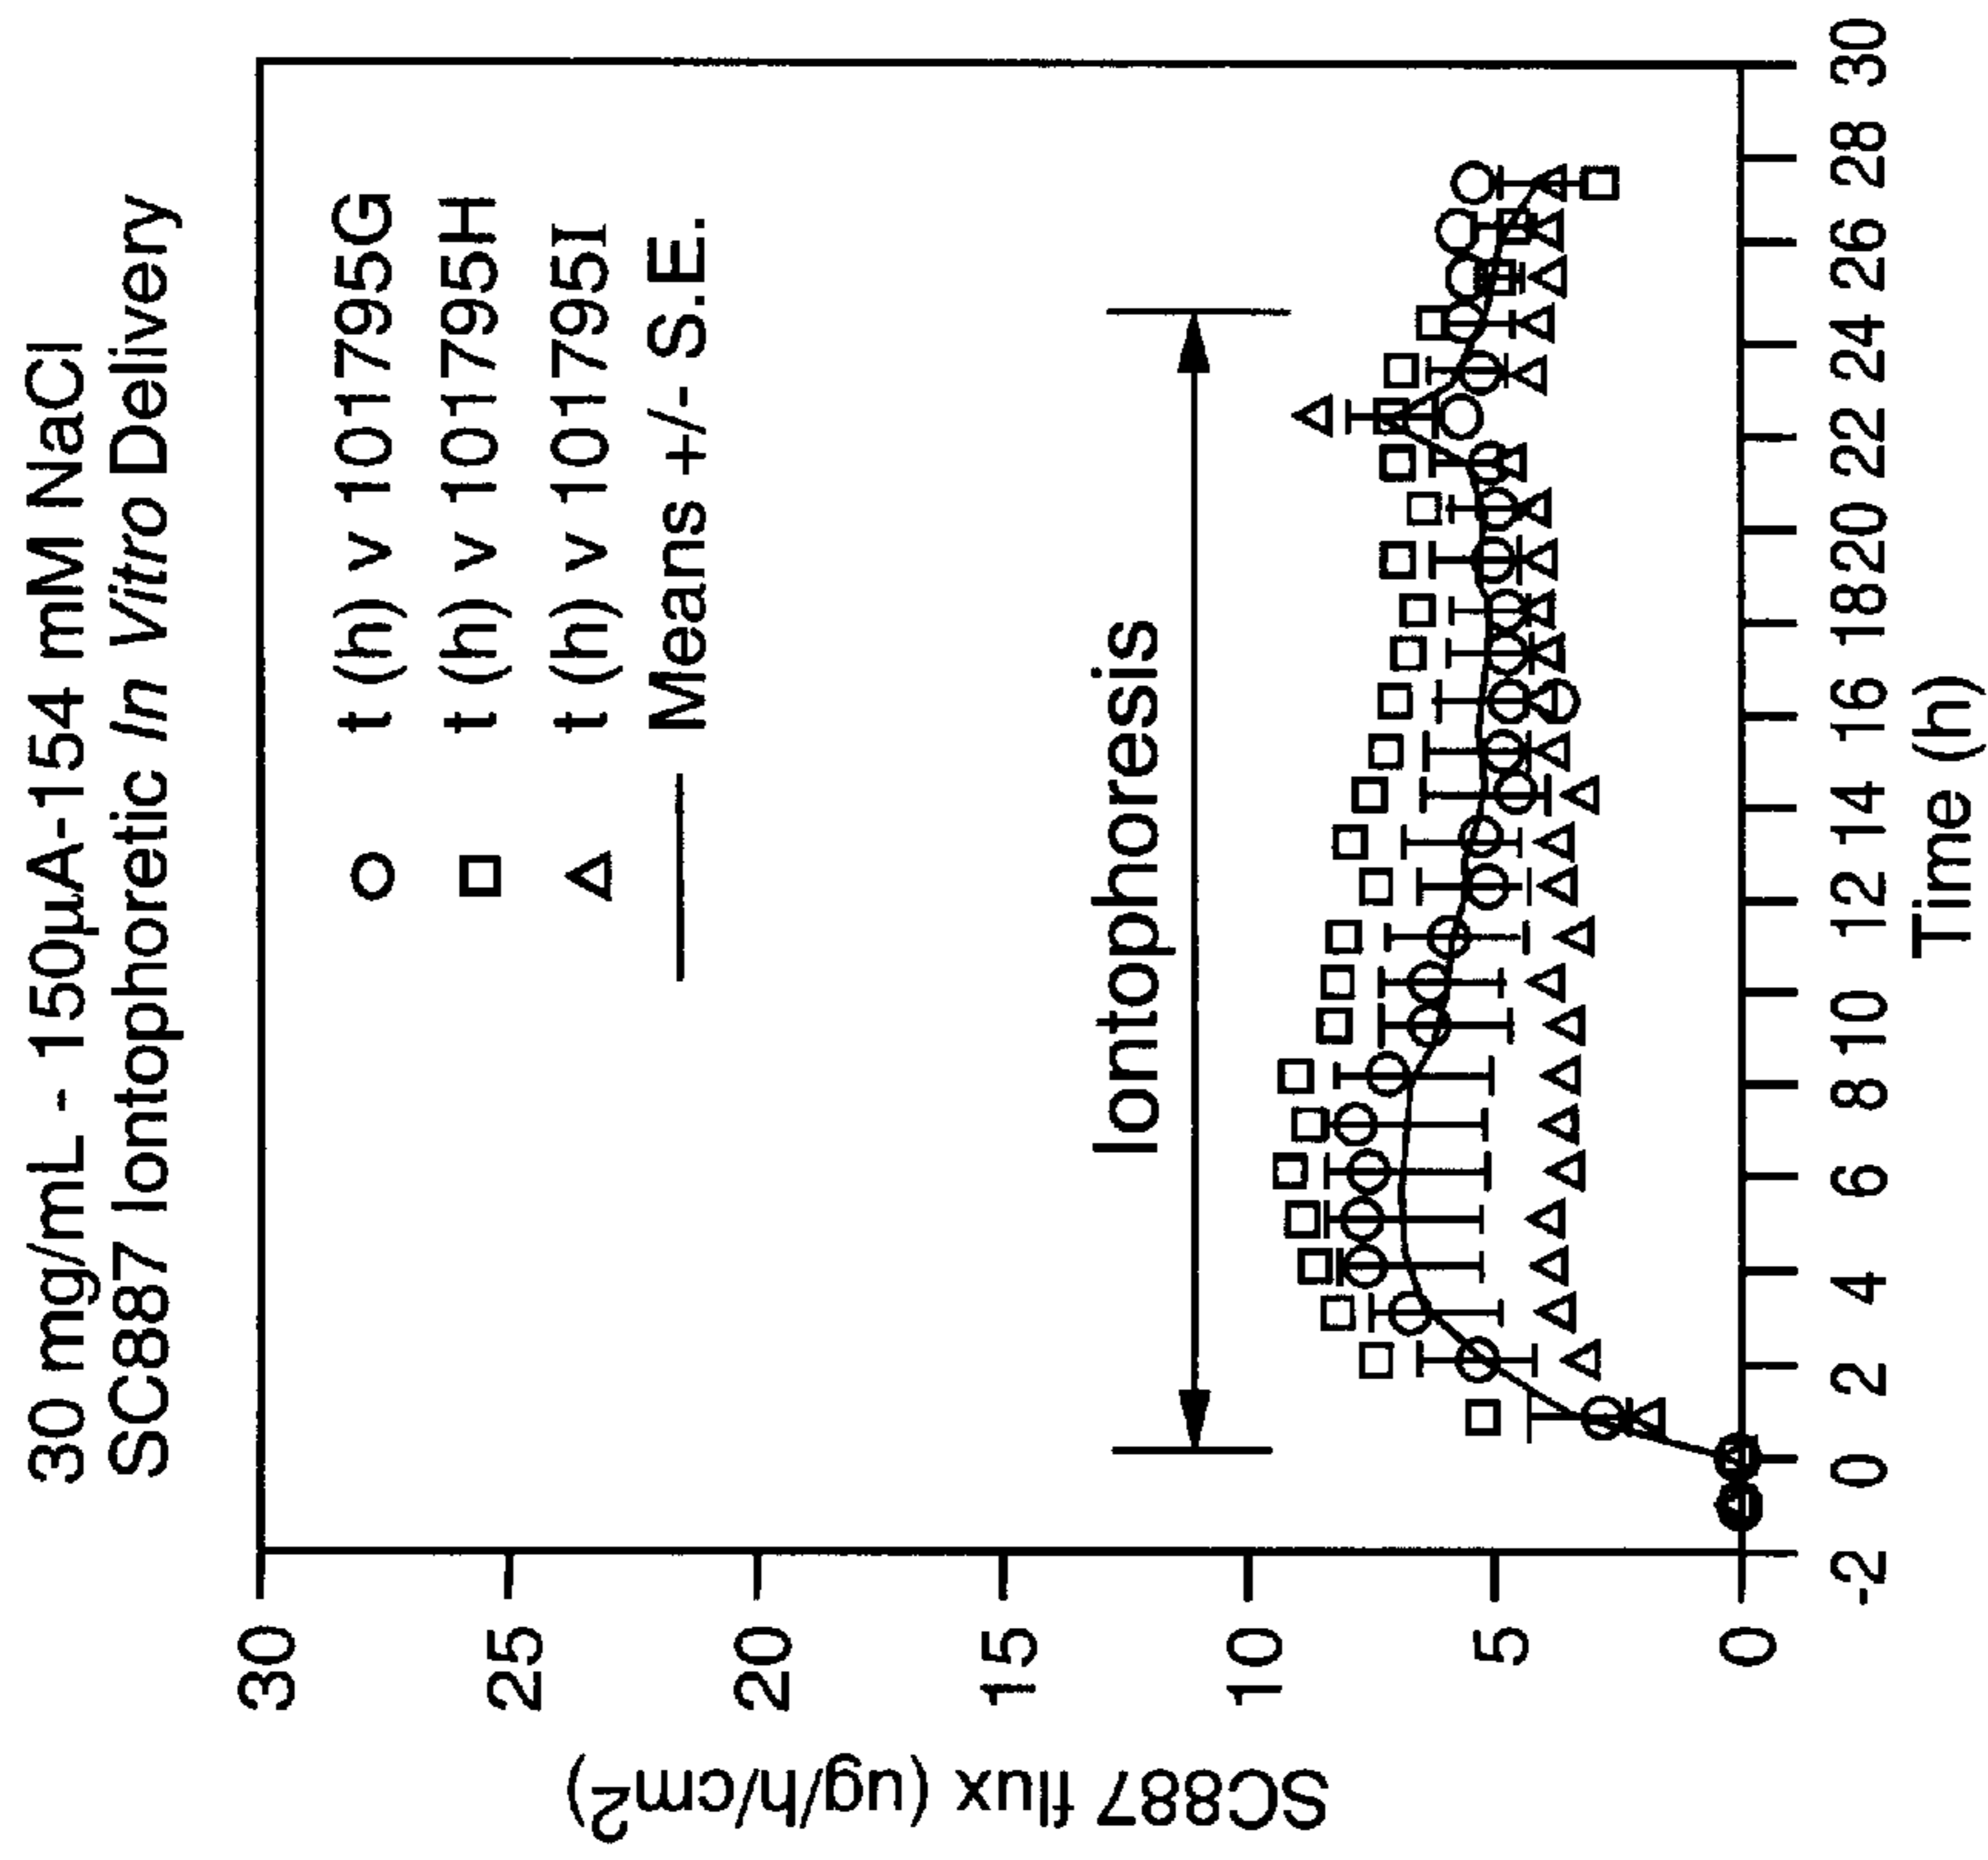 30 mg/mL - 150µA-154 mM NaCl
SC887 Iontophoretic In Vitro Delivery
t (h) v 101795G
t (h) v 101795H
t (h) v 101795I
Means +/- S.E.
Iontophoresis
30
25
20
15
10
5
0
SC887 flux (ug/h/cm2)
-2 0 2 4 6 8 10 12 14 16 18 20 22 24 26 28 30
Time (h)